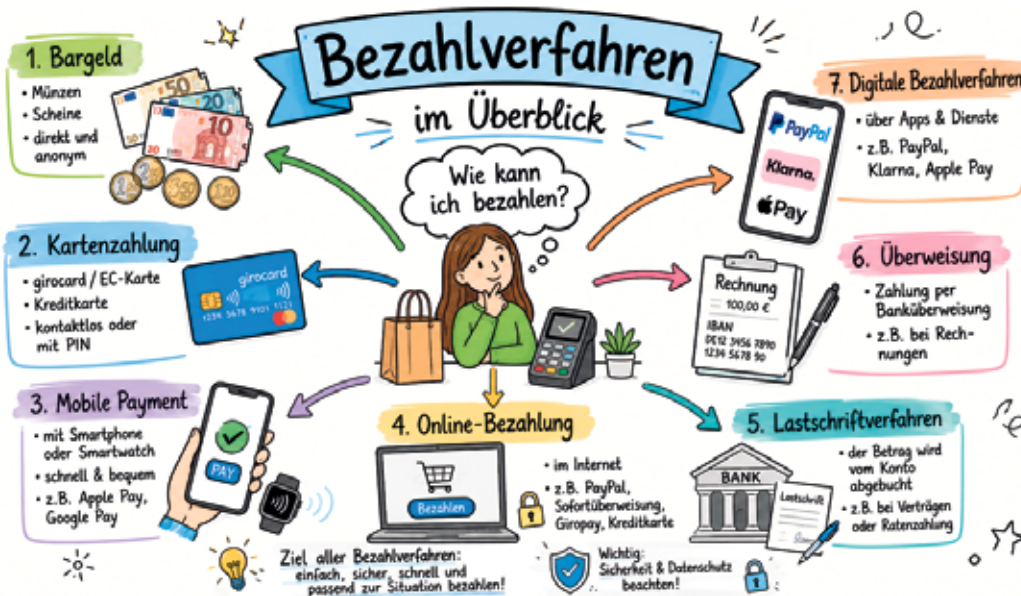 Bezahlverfahren
im Überblick
Wie kann
ich bezahlen?
1. Bargeld
• Münzen
• Scheine
• direkt und
anonym
50
20
10
2. Kartenzahlung
• girocard / EC-Karte
• Kreditkarte
• kontaktlos oder
mit PIN
girocard
1234 5678 9101 1121
3. Mobile Payment
• mit Smartphone
oder Smartwatch
• schnell & bequem
• z.B. Apple Pay,
Google Pay
PAY
4. Online-Bezahlung
• im Internet
• z.B. PayPal,
Sofortüberweisung,
Giropay, Kreditkarte
Bezahlen
5. Lastschriftverfahren
• der Betrag wird
vom Konto
abgebucht
• z.B. bei Verträgen
oder Ratenzahlung
BANK
Lastschrift
6. Überweisung
• Zahlung per
Banküberweisung
• z.B. bei Rech-
nungen
Rechnung
100,00 €
IBAN
DE12 3456 7890
1234 5678 90
7. Digitale Bezahlverfahren
• über Apps & Dienste
• z.B. PayPal,
Klarna, Apple Pay
PayPal
Klarna.
Pay
Ziel aller Bezahlverfahren:
einfach, sicher, schnell und
passend zur Situation bezahlen!
Wichtig:
Sicherheit & Datenschutz
beachten!